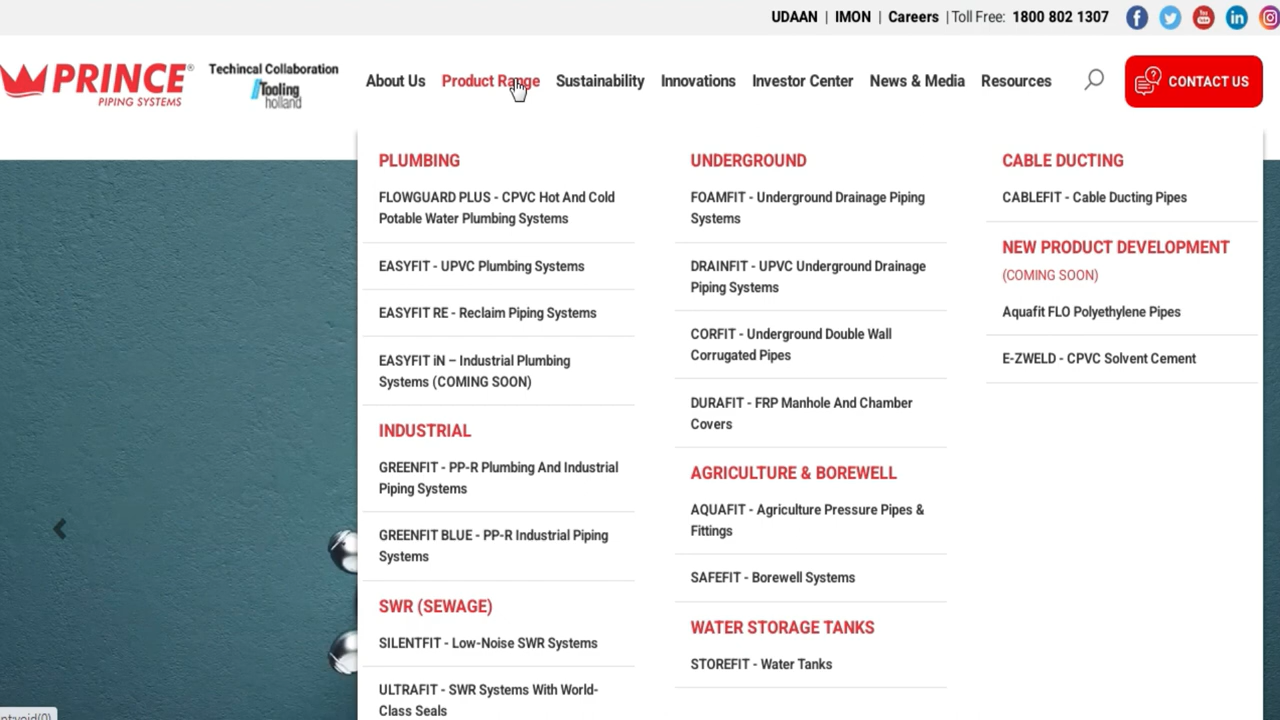 UDAAN | IMON | Careers | Toll Free: 1800 802 1307
PRINCE®
PIPING SYSTEMS
Techincal Collaboration
Tooling
holland
About Us Product Range Sustainability Innovations Investor Center News & Media Resources
CONTACT US
PLUMBING
FLOWGUARD PLUS - CPVC Hot And Cold
Potable Water Plumbing Systems
EASYFIT - UPVC Plumbing Systems
EASYFIT RE - Reclaim Piping Systems
EASYFIT iN – Industrial Plumbing
Systems (COMING SOON)
INDUSTRIAL
GREENFIT - PP-R Plumbing And Industrial
Piping Systems
GREENFIT BLUE - PP-R Industrial Piping
Systems
SWR (SEWAGE)
SILENTFIT - Low-Noise SWR Systems
ULTRAFIT - SWR Systems With World-
Class Seals
UNDERGROUND
FOAMFIT - Underground Drainage Piping
Systems
DRAINFIT - UPVC Underground Drainage
Piping Systems
CORFIT - Underground Double Wall
Corrugated Pipes
DURAFIT - FRP Manhole And Chamber
Covers
AGRICULTURE & BOREWELL
AQUAFIT - Agriculture Pressure Pipes &
Fittings
SAFEFIT - Borewell Systems
WATER STORAGE TANKS
STOREFIT - Water Tanks
CABLE DUCTING
CABLEFIT - Cable Ducting Pipes
NEW PRODUCT DEVELOPMENT
(COMING SOON)
Aquafit FLO Polyethylene Pipes
E-ZWELD - CPVC Solvent Cement